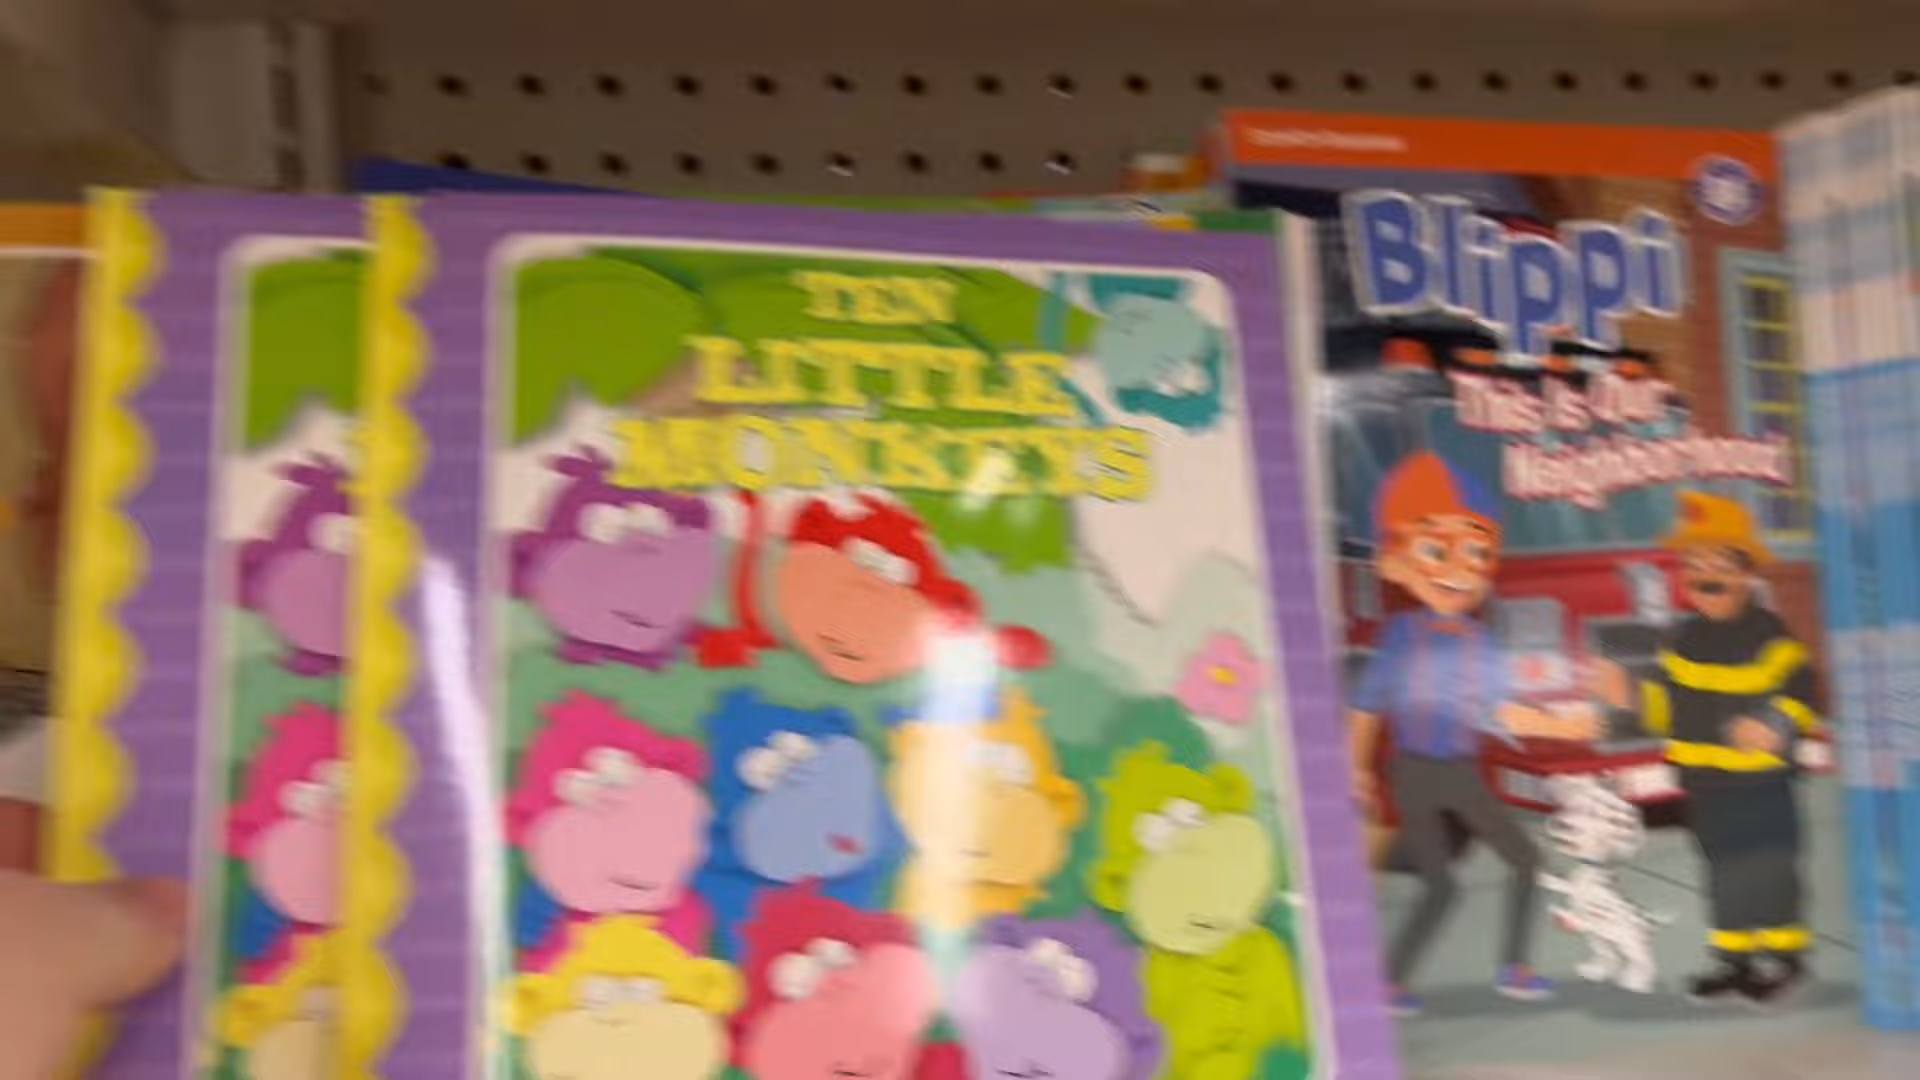 TEN
LITTLE
MONKEYS
Blippi
This Is Our
Neighborhood